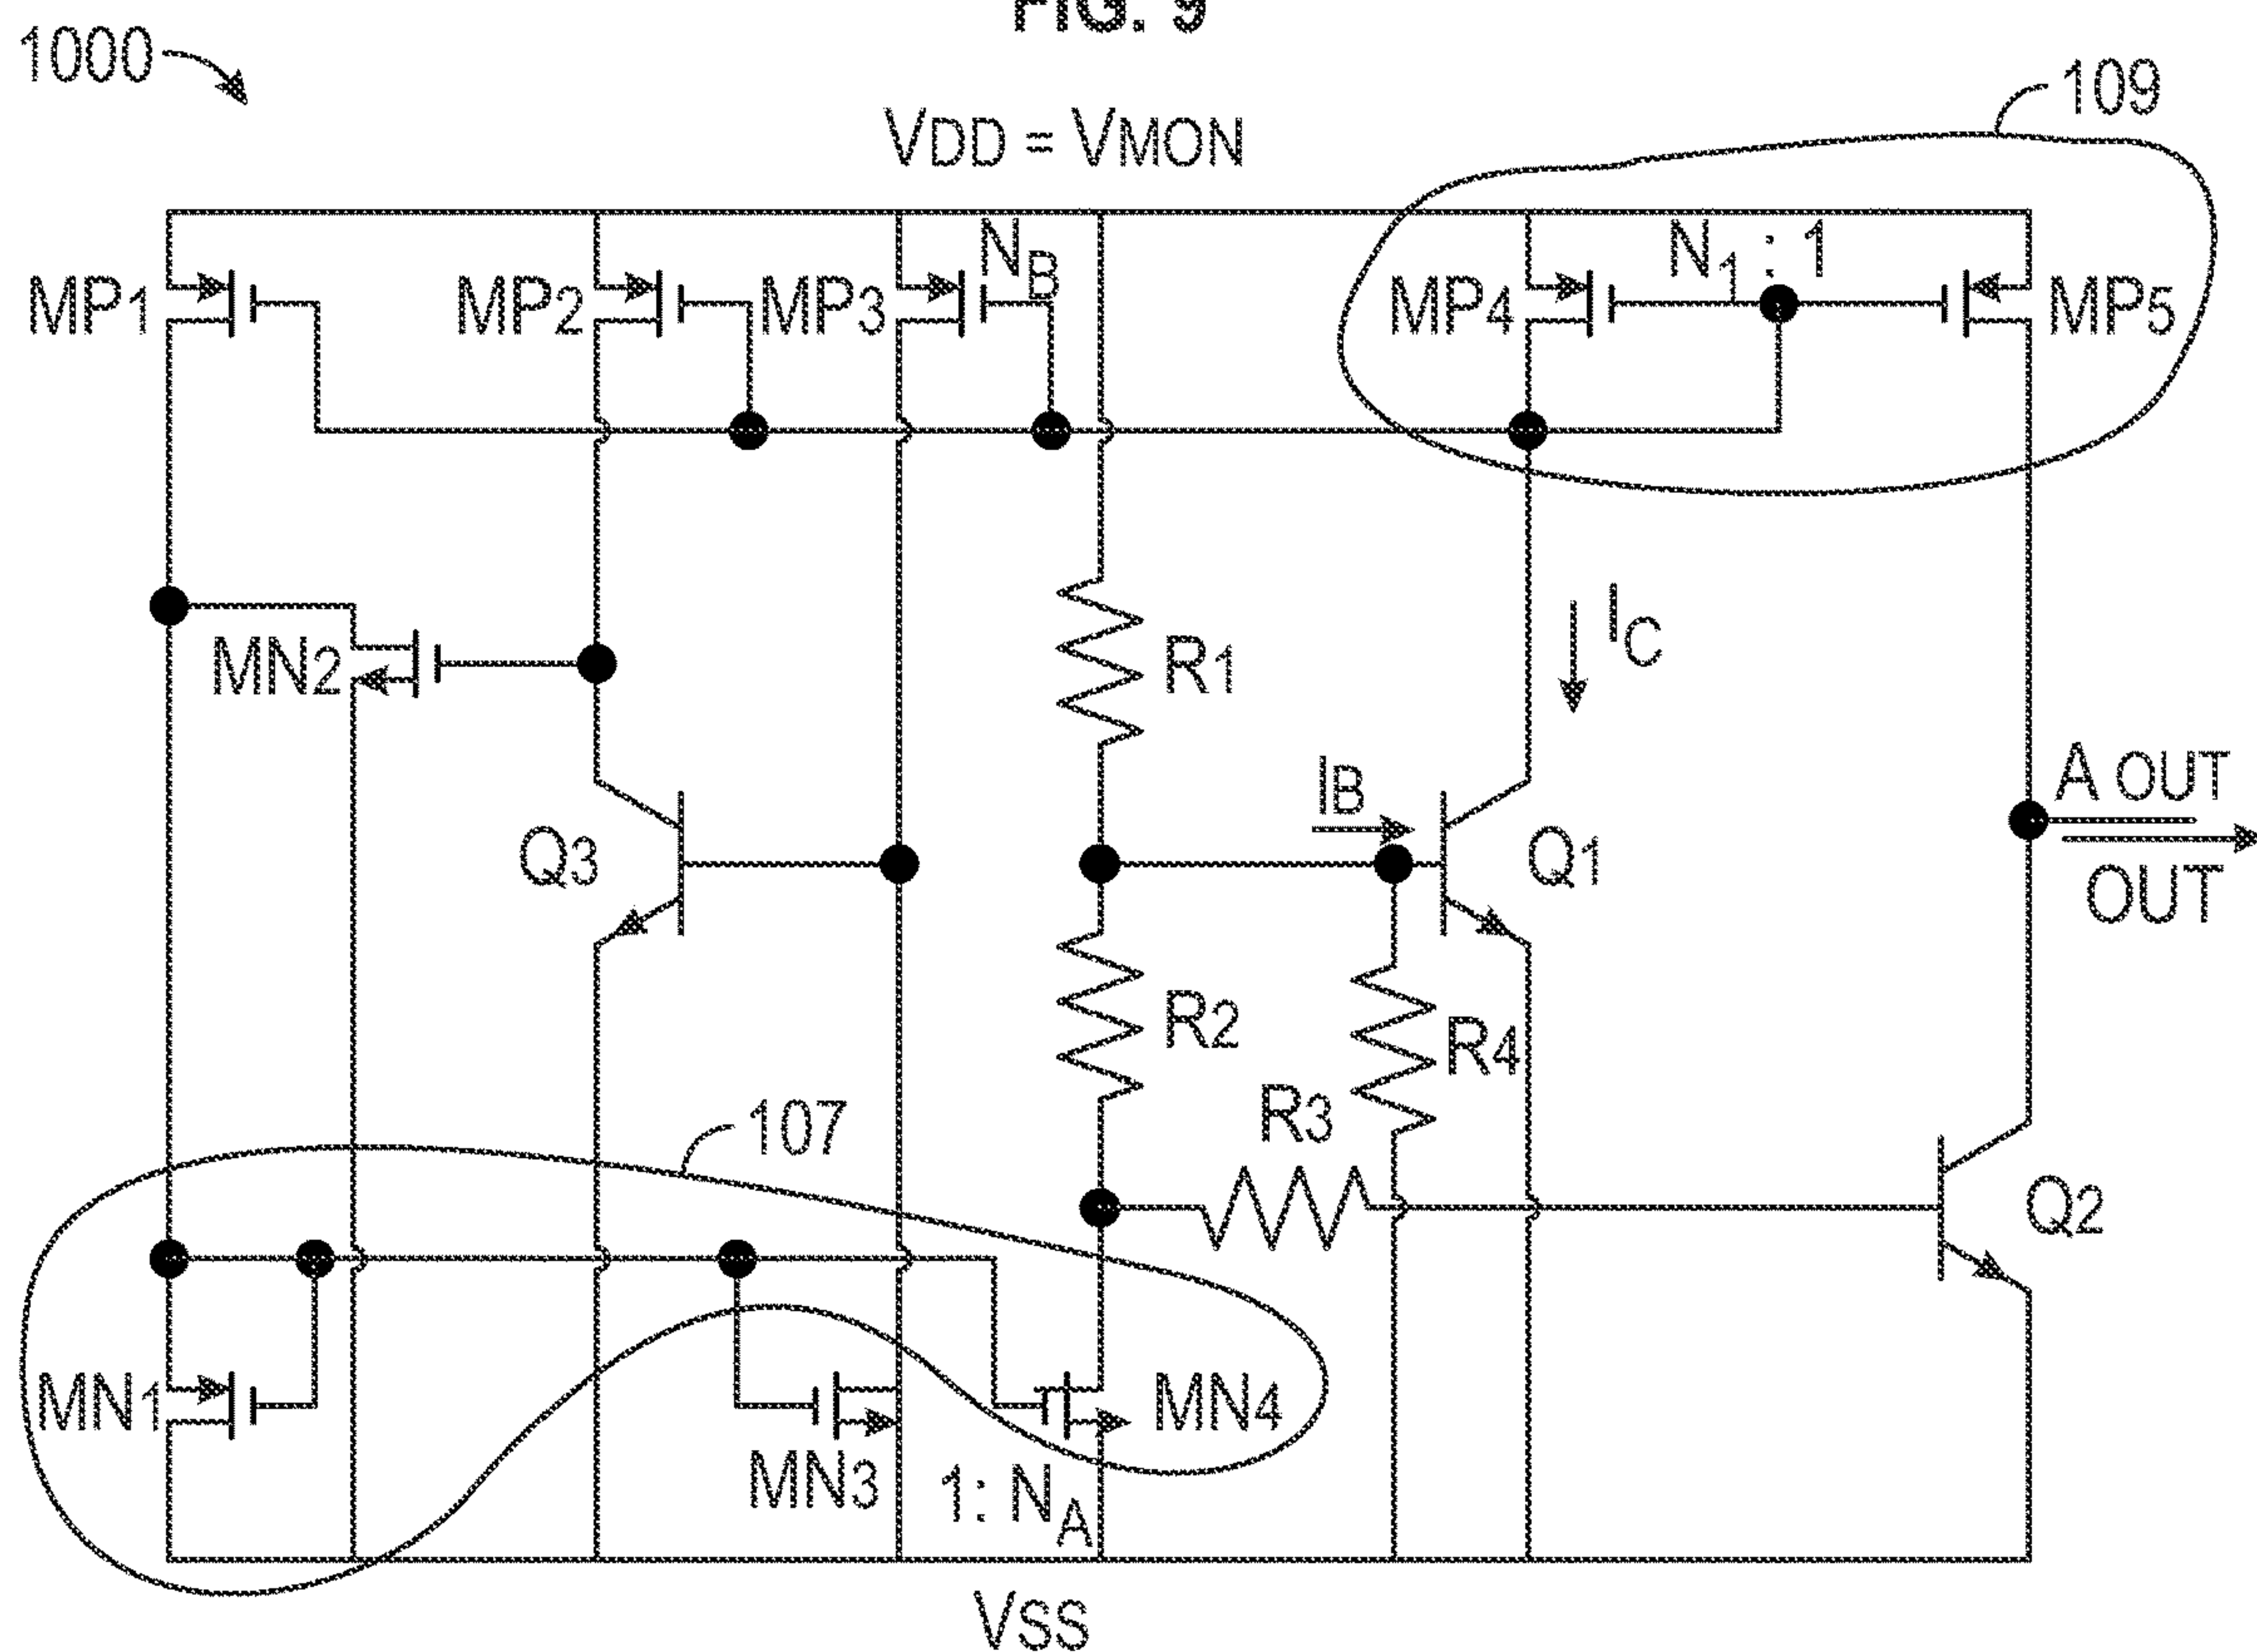 FIG. 9
1000
109
VDD = VMON
MP1
MP2
MP3
NB
MP4
N1 : 1
MP5
MN2
R1
IC
IB
Q3
Q1
A OUT
OUT
R2
R4
R3
107
Q2
MN1
MN3
1: NA
MN4
VSS